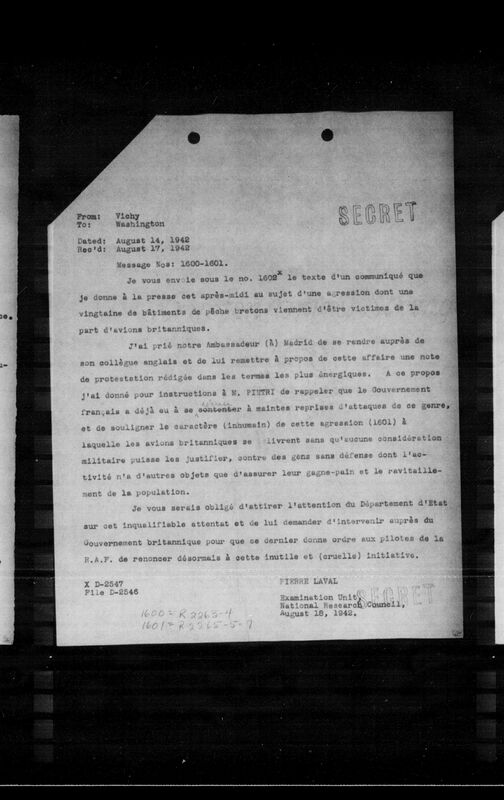 SECRET
From: Vichy
To: Washington
Dated: August 14, 1942
Rec'd: August 17, 1942
Message Nos: 1600-1601.
Je vous envoie sous le no. 1602x le texte d'un communiqué que
je donne à la presse cet après-midi au sujet d'une agression dont une
vingtaine de bâtiments de pêche bretons viennent d'être victimes de la
part d'avions britanniques.
J'ai prié notre Ambassadeur (à) Madrid de se rendre auprès de
son collègue anglais et de lui remettre à propos de cette affaire une note
de protestation rédigée dans les termes les plus énergiques. A ce propos
j'ai donné pour instructions à M. PIETRI de rappeler que le Gouvernement
français a déjà eu à se contenter à maintes reprises d'attaques de ce genre,
et de souligner le caractère (inhumain) de cette agression (1601) à
laquelle les avions britanniques se livrent sans qu'aucune considération
militaire puisse les justifier, contre des gens sans défense dont l'ac-
tivité n'a d'autres objets que d'assurer leur gagne-pain et le ravitaille-
ment de la population.
Je vous serais obligé d'attirer l'attention du Département d'Etat
sur cet inqualifiable attentat et de lui demander d'intervenir auprès du
Gouvernement britannique pour que ce dernier donne ordre aux pilotes de la
R.A.F. de renoncer désormais à cette inutile et (cruelle) initiative.
X D-2547
File D-2546
PIERRE LAVAL
Examination Unit,
National Research Council,
August 18, 1942.
SECRET
1600 = R 2263-4
1601 = R 2265-5-7